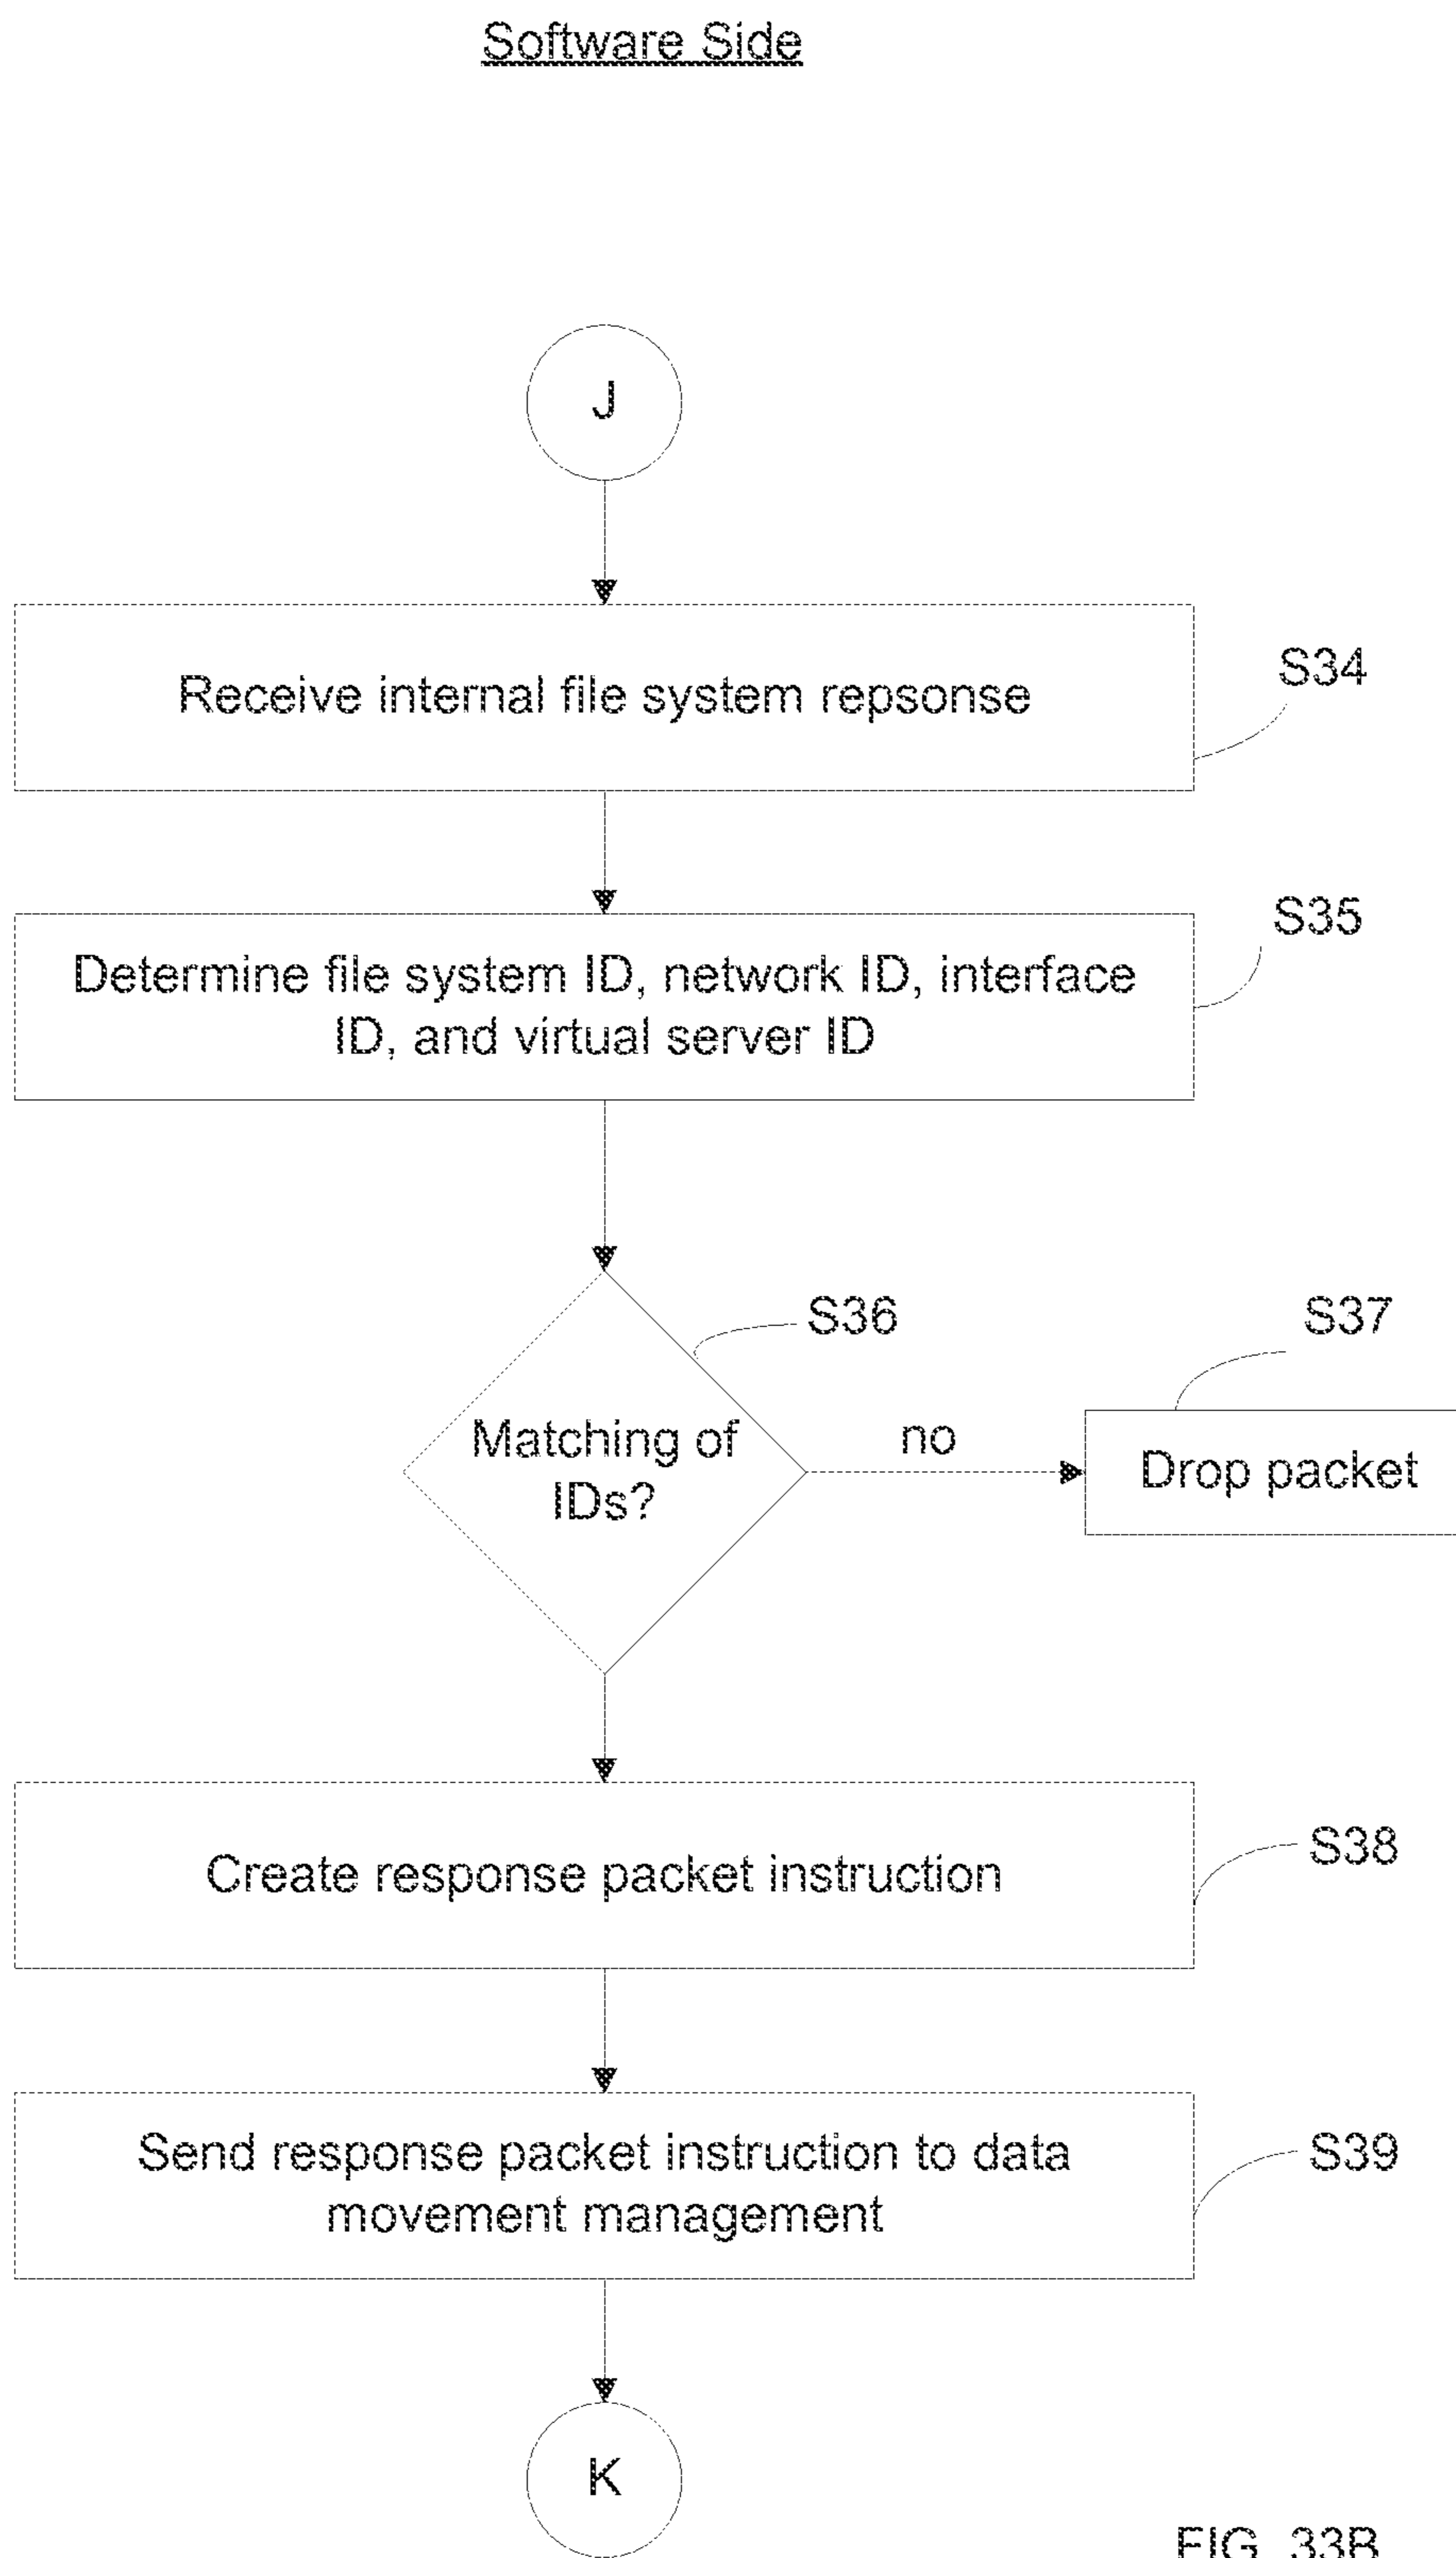 Software Side
J
Receive internal file system repsonse
S34
Determine file system ID, network ID, interface
ID, and virtual server ID
S35
S36
S37
Matching of
IDs?
no
Drop packet
Create response packet instruction
S38
Send response packet instruction to data
movement management
S39
K
FIG. 33B